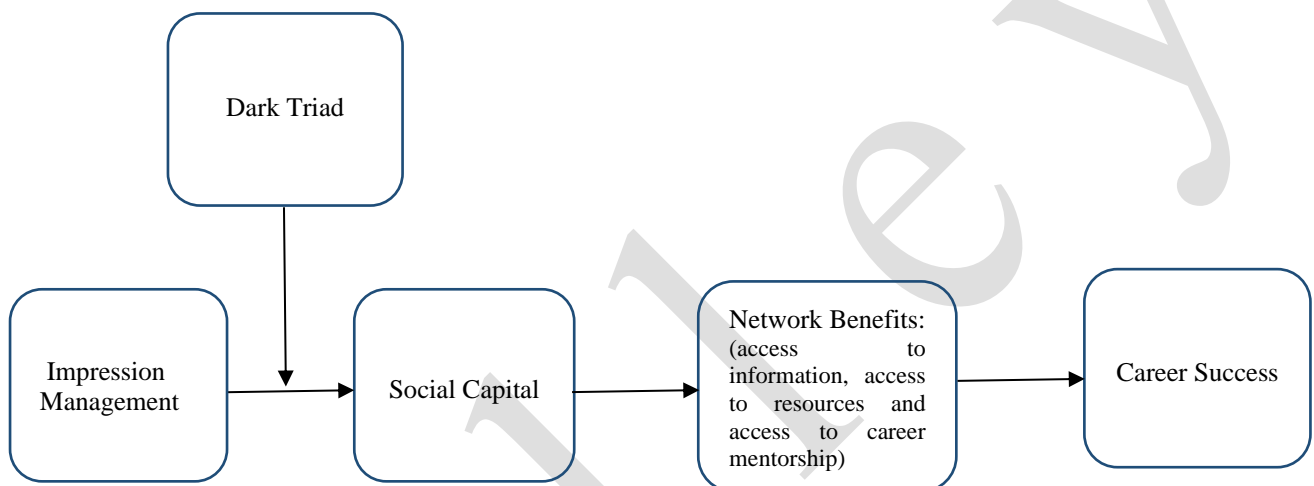 Dark Triad
Impression
Management
Social Capital
Network Benefits:
(access to
information, access
to resources and
access to career
mentorship)
Career Success
lley